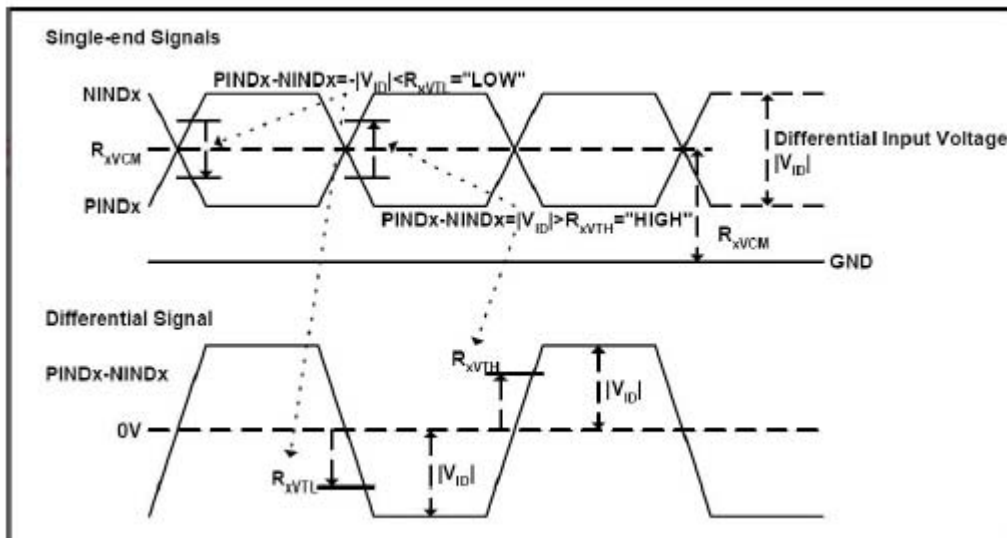 Single-end Signals
PINDx-NINDx=-|VID|<RxVTL="LOW"
NINDx
RxVCM
Differential Input Voltage
|VID|
PINDx
PINDx-NINDx=|VID|>RxVTH="HIGH"
RxVCM
GND
Differential Signal
RxVTH
PINDx-NINDx
|VID|
0V
RxVTL
|VID|